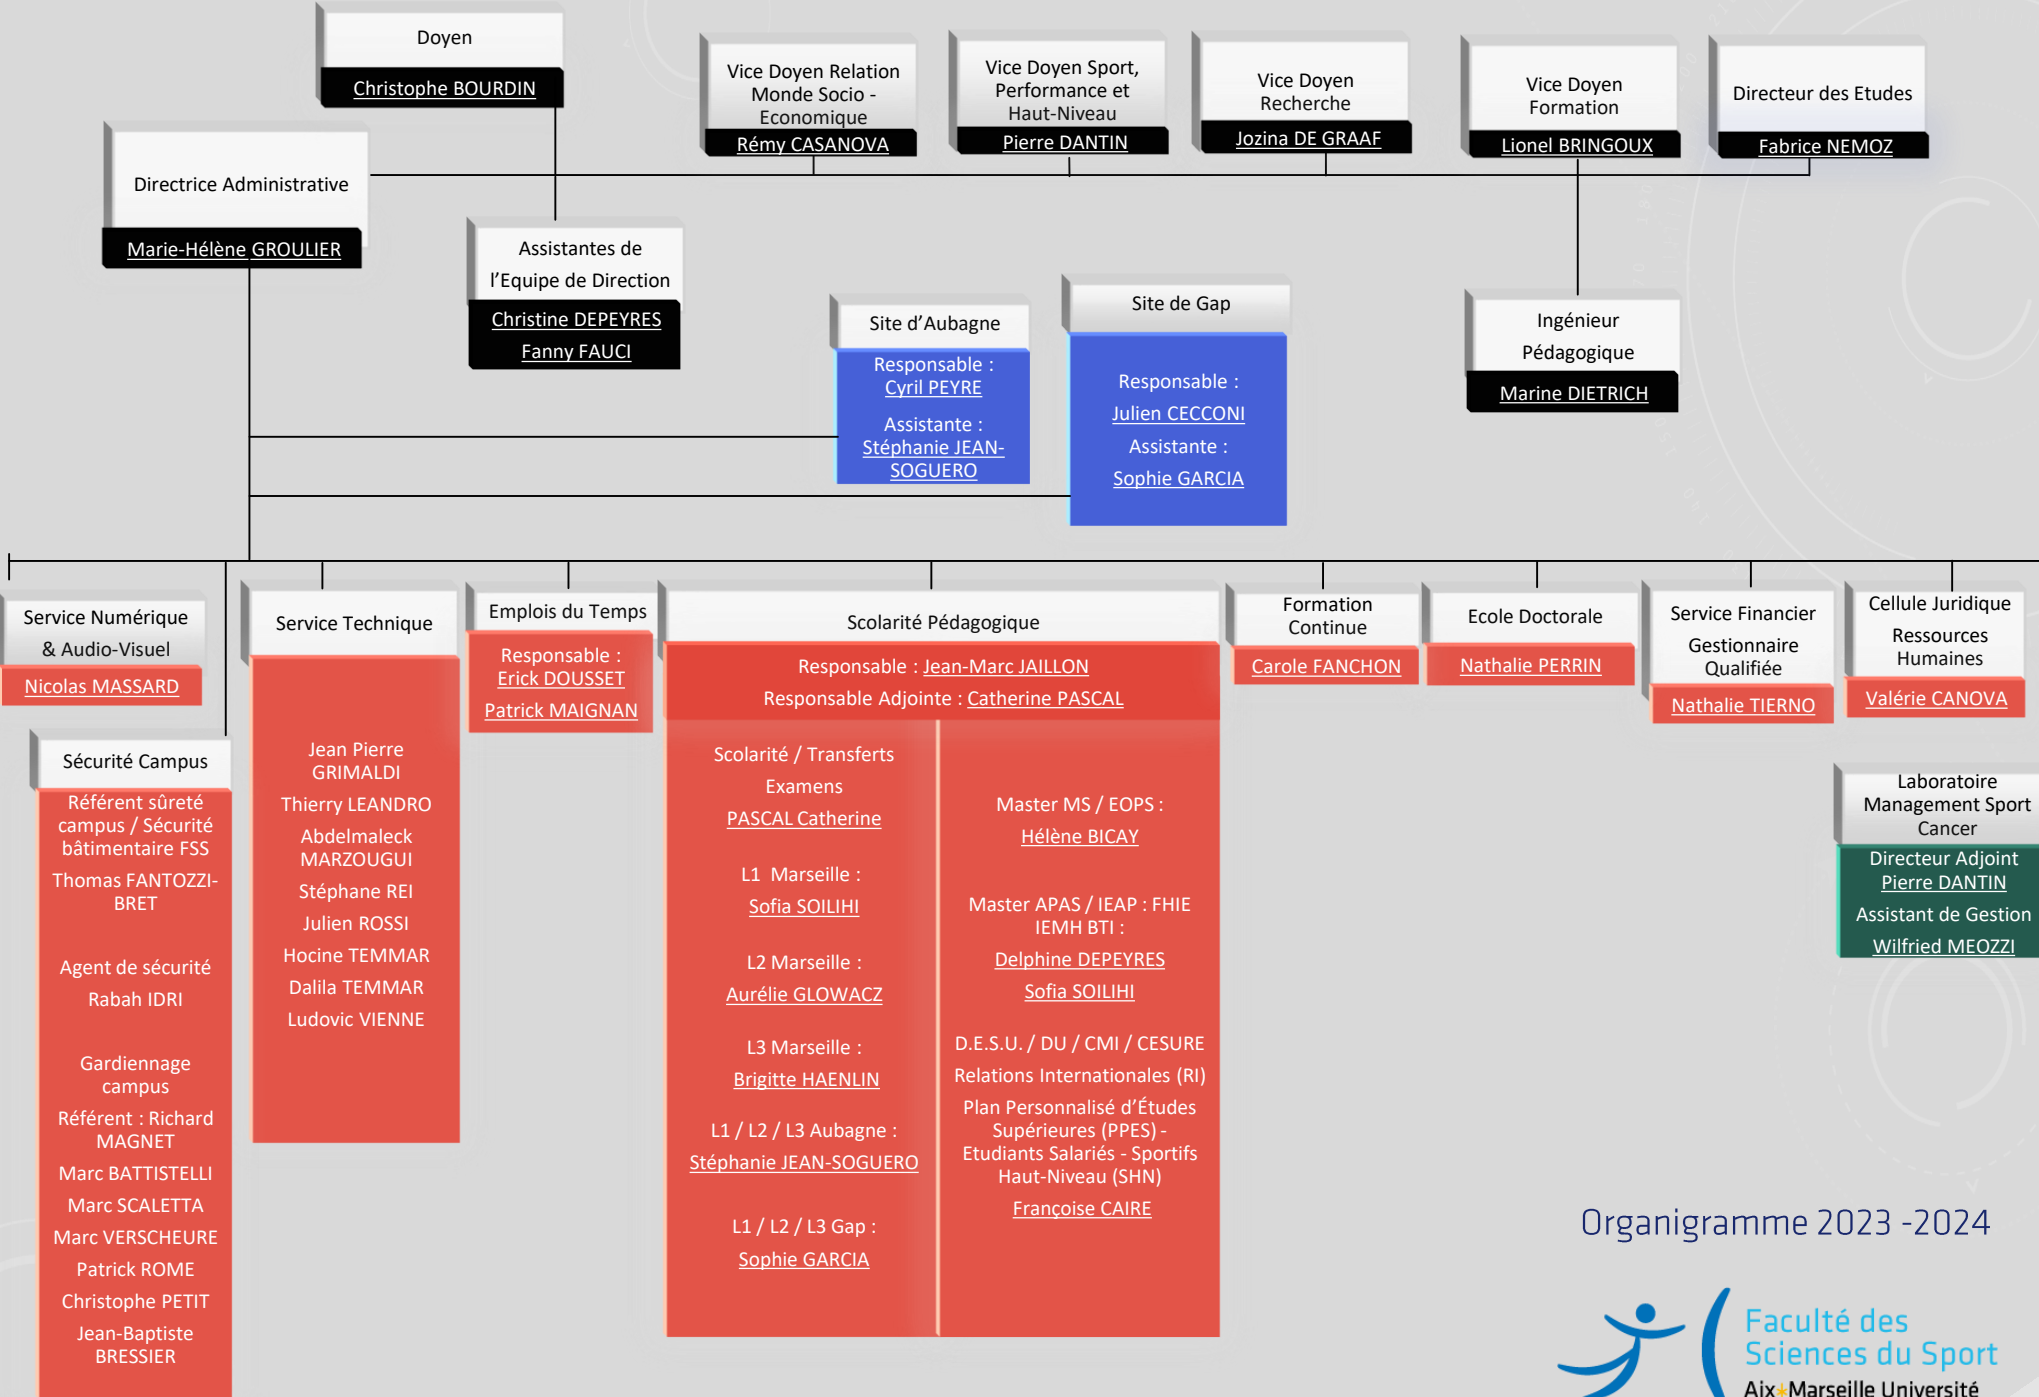 Doyen
Christophe BOURDIN
Vice Doyen Relation
Monde Socio -
Economique
Rémy CASANOVA
Vice Doyen Sport,
Performance et
Haut-Niveau
Pierre DANTIN
Vice Doyen
Recherche
Jozina DE GRAAF
Vice Doyen
Formation
Lionel BRINGOUX
Directeur des Etudes
Fabrice NEMOZ
Directrice Administrative
Marie-Hélène GROULIER
Assistantes de
l'Equipe de Direction
Christine DEPEYRES
Fanny FAUCI
Site d'Aubagne
Responsable :
Cyril PEYRE
Assistante :
Stéphanie JEAN-
SOGUERO
Site de Gap
Responsable :
Julien CECCONI
Assistante :
Sophie GARCIA
Ingénieur
Pédagogique
Marine DIETRICH
Service Numérique
& Audio-Visuel
Nicolas MASSARD
Sécurité Campus
Référent sûreté
campus / Sécurité
bâtimentaire FSS
Thomas FANTOZZI-
BRET
Agent de sécurité
Rabah IDRI
Gardiennage
campus
Référent : Richard
MAGNET
Marc BATTISTELLI
Marc SCALETTA
Marc VERSCHEURE
Patrick ROME
Christophe PETIT
Jean-Baptiste
BRESSIER
Service Technique
Jean Pierre
GRIMALDI
Thierry LEANDRO
Abdelmaleck
MARZOUGUI
Stéphane REI
Julien ROSSI
Hocine TEMMAR
Dalila TEMMAR
Ludovic VIENNE
Emplois du Temps
Responsable :
Erick DOUSSET
Patrick MAIGNAN
Scolarité Pédagogique
Responsable : Jean-Marc JAILLON
Responsable Adjointe : Catherine PASCAL
Scolarité / Transferts
Examens
PASCAL Catherine
L1 Marseille :
Sofia SOILIHI
L2 Marseille :
Aurélie GLOWACZ
L3 Marseille :
Brigitte HAENLIN
L1 / L2 / L3 Aubagne :
Stéphanie JEAN-SOGUERO
L1 / L2 / L3 Gap :
Sophie GARCIA
Master MS / EOPS :
Hélène BICAY
Master APAS / IEAP : FHIE
IEMH BTI :
Delphine DEPEYRES
Sofia SOILIHI
D.E.S.U. / DU / CMI / CESURE
Relations Internationales (RI)
Plan Personnalisé d'Études
Supérieures (PPES) -
Etudiants Salariés - Sportifs
Haut-Niveau (SHN)
Françoise CAIRE
Formation
Continue
Carole FANCHON
Ecole Doctorale
Nathalie PERRIN
Service Financier
Gestionnaire
Qualifiée
Nathalie TIERNO
Cellule Juridique
Ressources
Humaines
Valérie CANOVA
Laboratoire
Management Sport
Cancer
Directeur Adjoint
Pierre DANTIN
Assistant de Gestion
Wilfried MEOZZI
Organigramme 2023 -2024
Faculté des
Sciences du Sport
Aix*Marseille Université